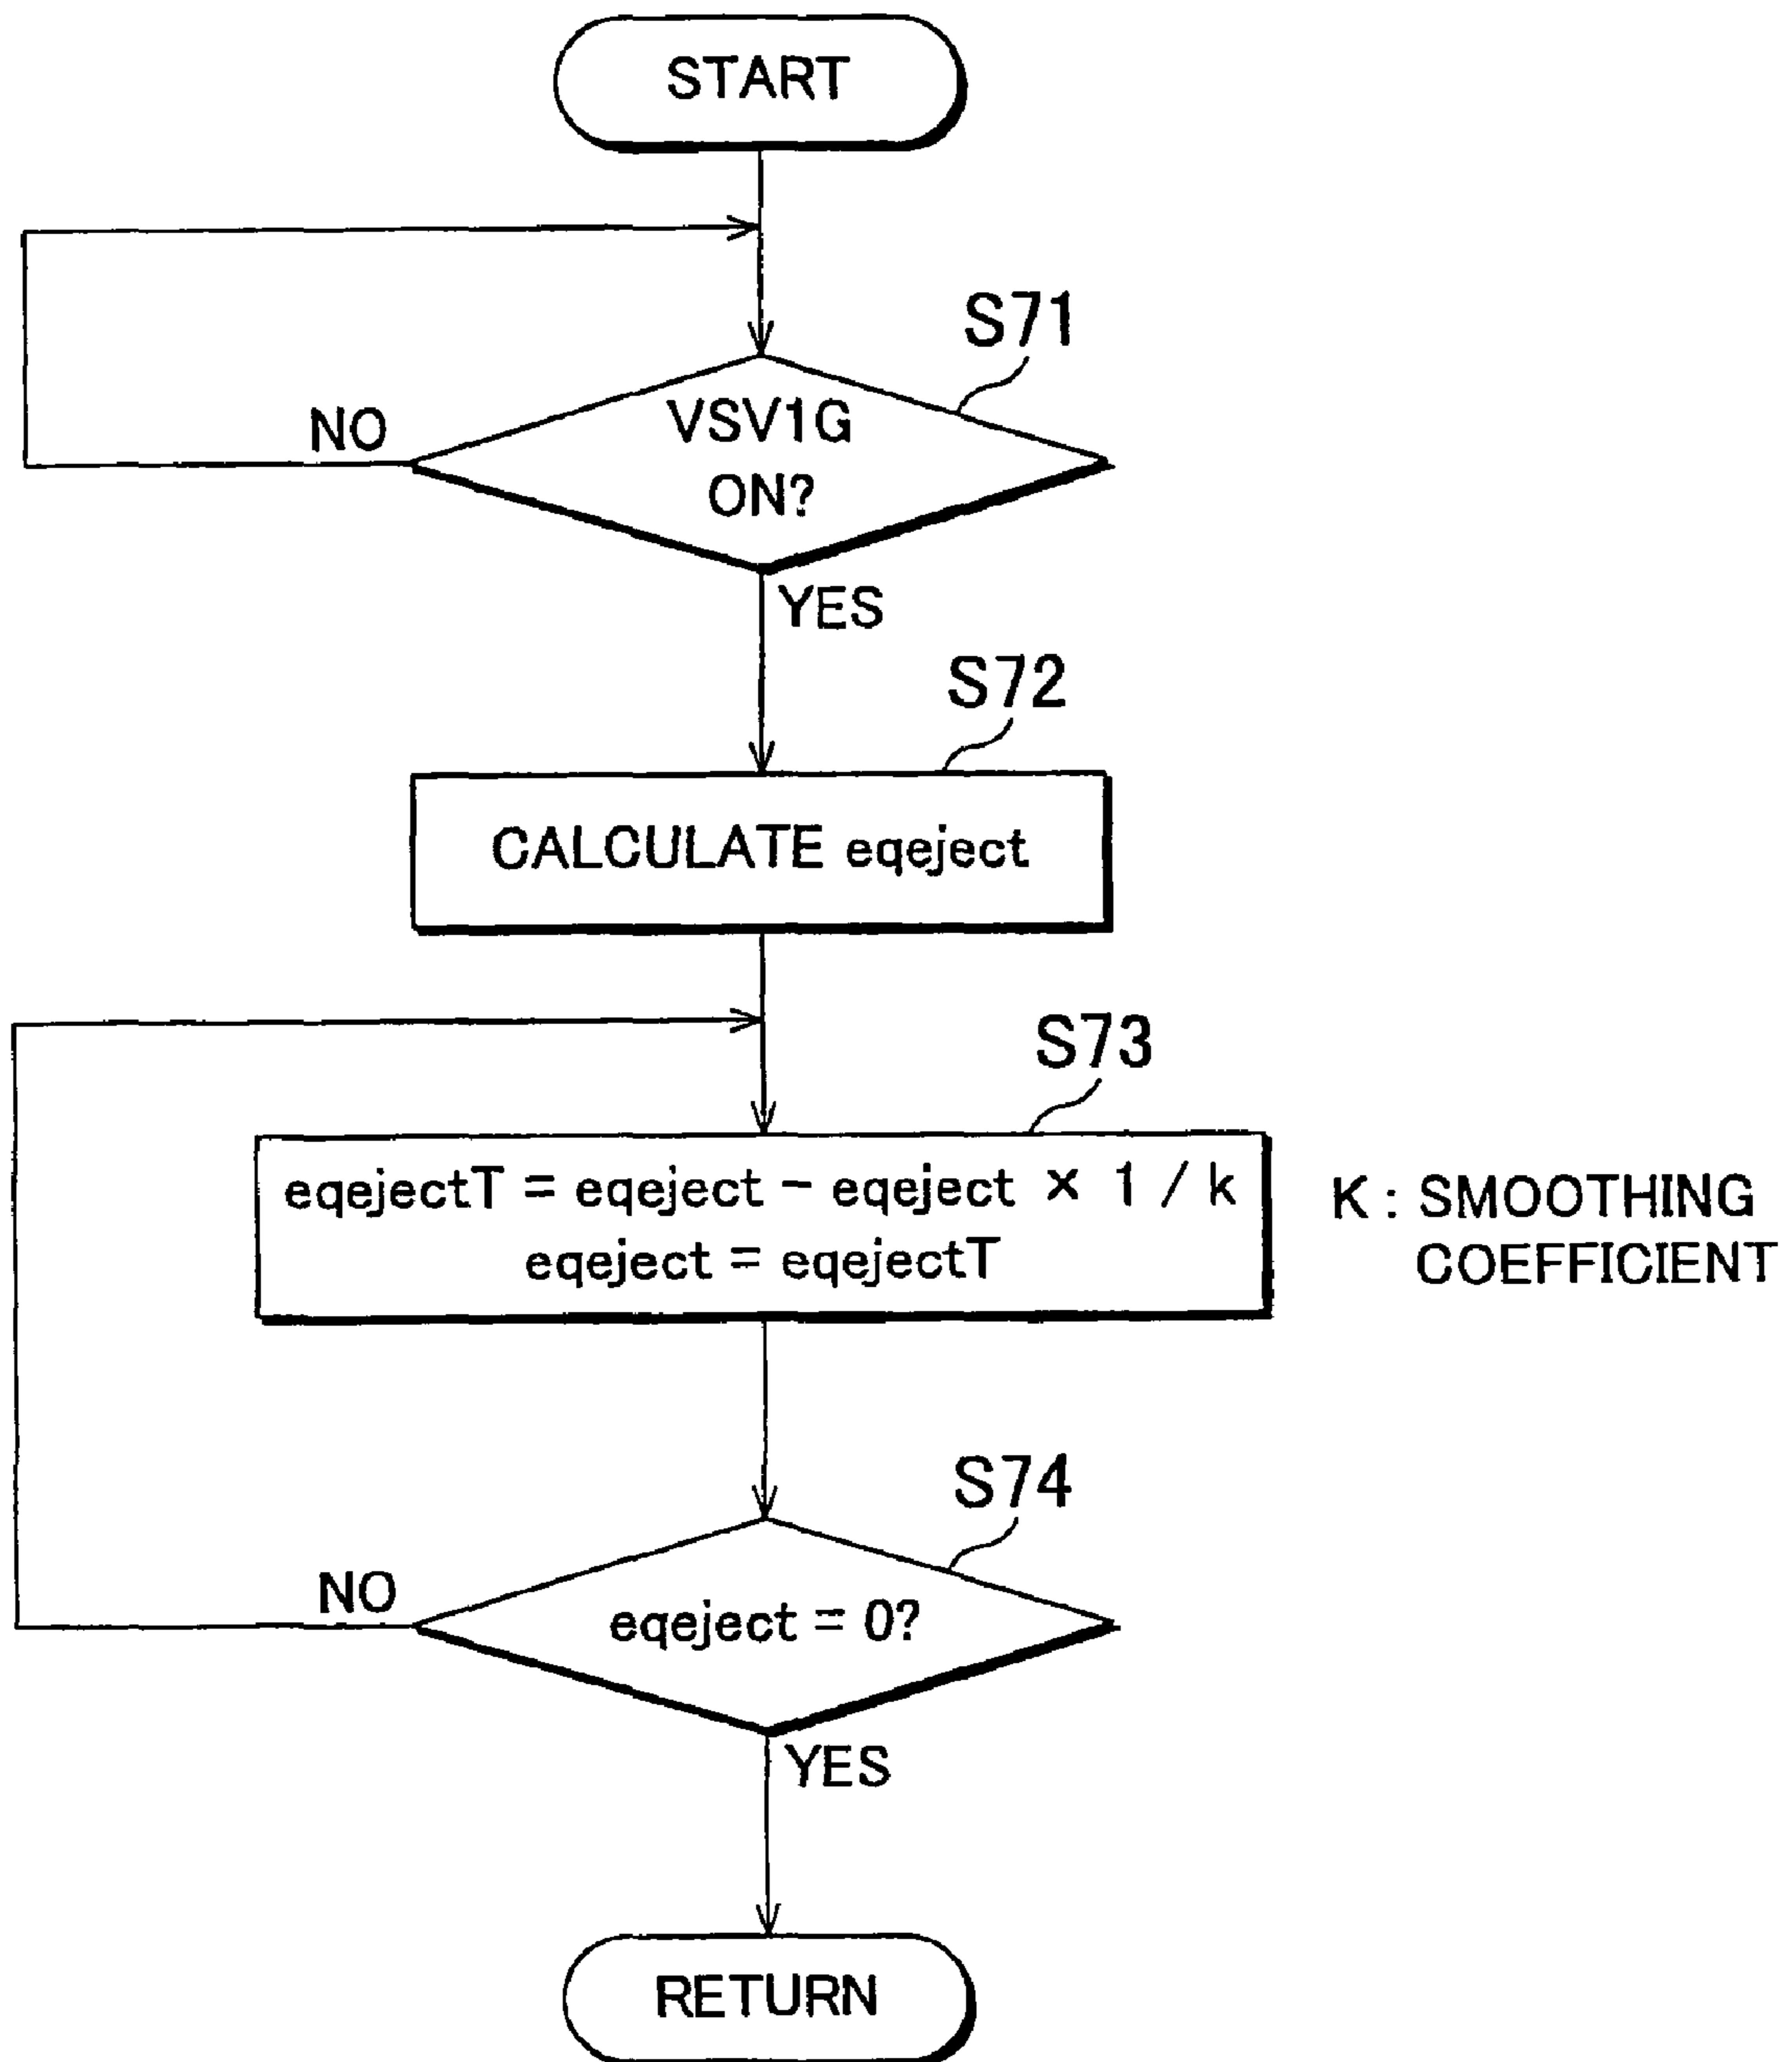 START
S71
NO
VSV1G
ON?
YES
S72
CALCULATE eqeject
S73
eqejectT = eqeject - eqeject × 1 / k
eqeject = eqejectT
K : SMOOTHING
COEFFICIENT
S74
NO
eqeject = 0?
YES
RETURN